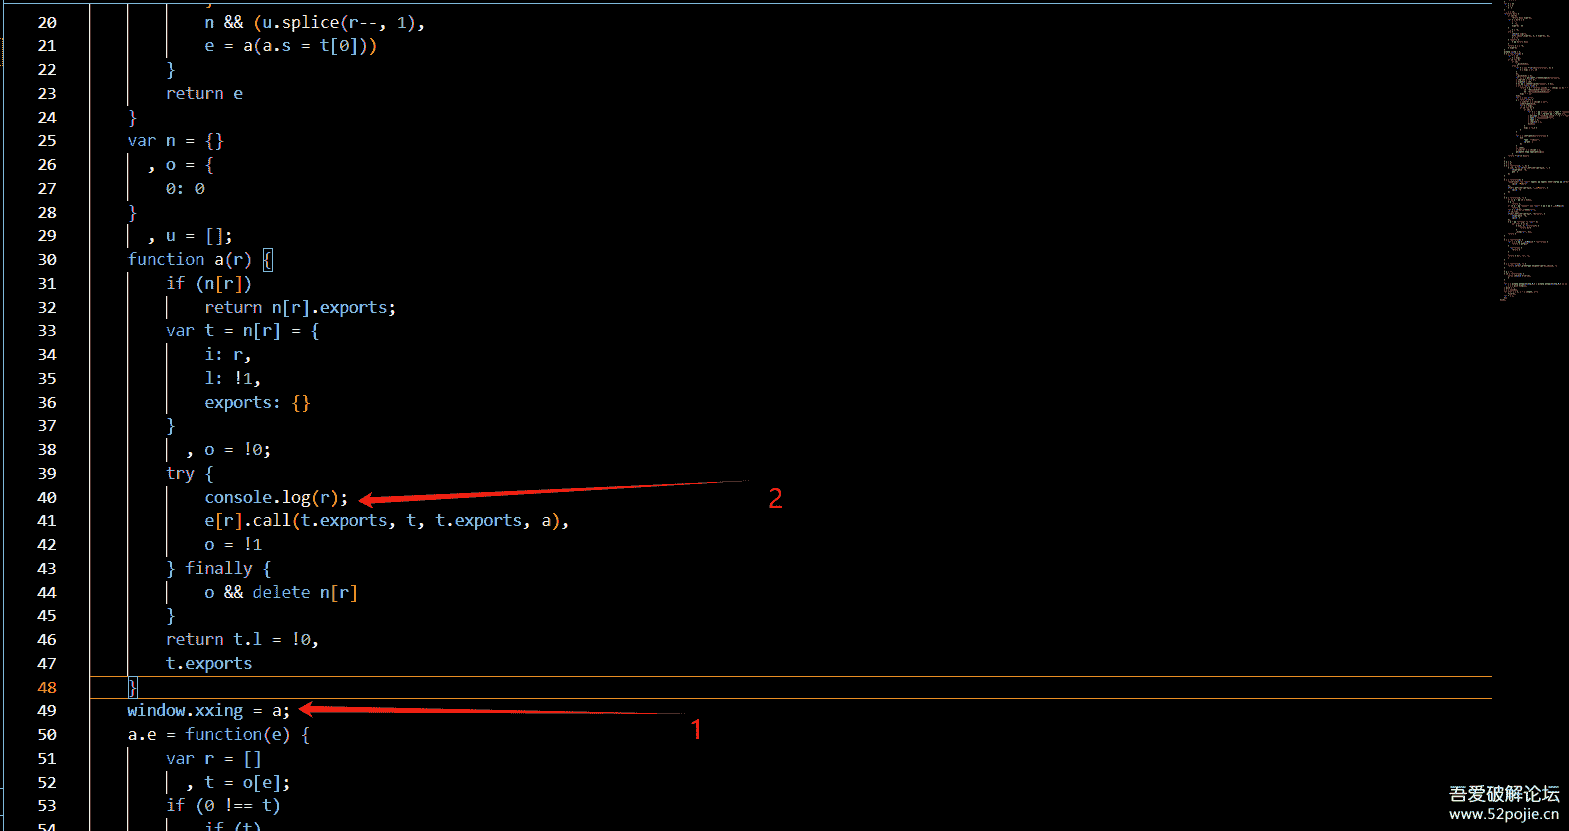 20 n && (u.splice(r--, 1),
21 e = a(a.s = t[0]))
22 }
23 return e
24 }
25 var n = {}
26 , o = {
27 0: 0
28 }
29 , u = [];
30 function a(r) {
31 if (n[r])
32 return n[r].exports;
33 var t = n[r] = {
34 i: r,
35 l: !1,
36 exports: {}
37 }
38 , o = !0;
39 try {
40 console.log(r);
2
41 e[r].call(t.exports, t, t.exports, a),
42 o = !1
43 } finally {
44 o && delete n[r]
45 }
46 return t.l = !0,
47 t.exports
48 }
49 window.xxing = a;
1
50 a.e = function(e) {
51 var r = []
52 , t = o[e];
53 if (0 !== t)
54 if (t)
吾爱破解论坛
www.52pojie.cn